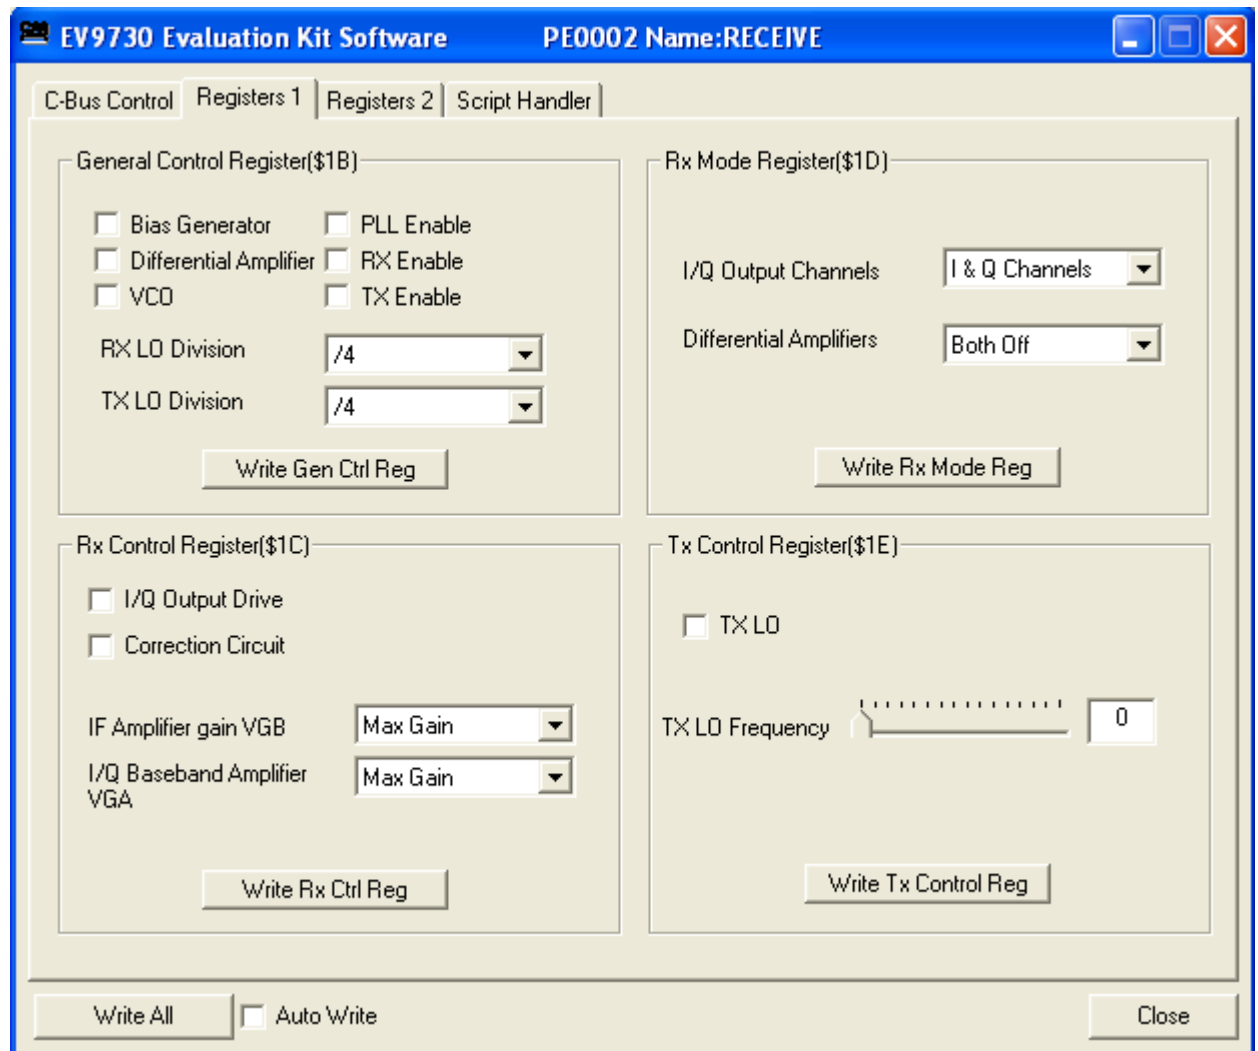 EV9730 Evaluation Kit Software PE0002 Name:RECEIVE
C-Bus Control Registers 1 Registers 2 Script Handler
General Control Register($1B)
Bias Generator PLL Enable
Differential Amplifier RX Enable
VCO TX Enable
RX LO Division /4
TX LO Division /4
Write Gen Ctrl Reg
Rx Mode Register($1D)
I/Q Output Channels I & Q Channels
Differential Amplifiers Both Off
Write Rx Mode Reg
Rx Control Register($1C)
I/Q Output Drive
Correction Circuit
IF Amplifier gain VGB Max Gain
I/Q Baseband Amplifier Max Gain
VGA
Write Rx Ctrl Reg
Tx Control Register($1E)
TX LO
TX LO Frequency 0
Write Tx Control Reg
Write All Auto Write Close